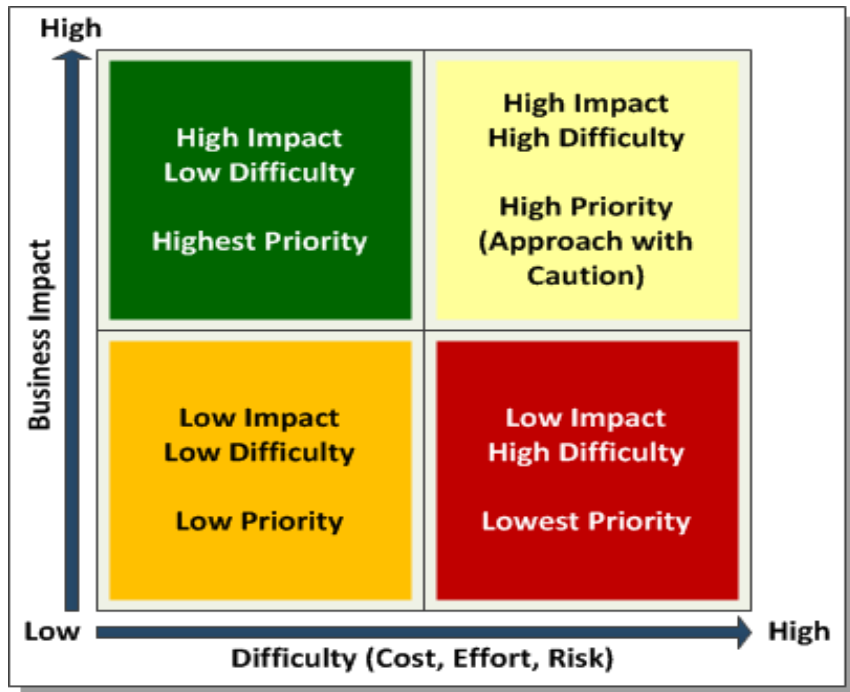 High
High Impact
Low Difficulty
Highest Priority
High Impact
High Difficulty
High Priority
(Approach with
Caution)
Business Impact
Low Impact
Low Difficulty
Low Priority
Low Impact
High Difficulty
Lowest Priority
Low
High
Difficulty (Cost, Effort, Risk)